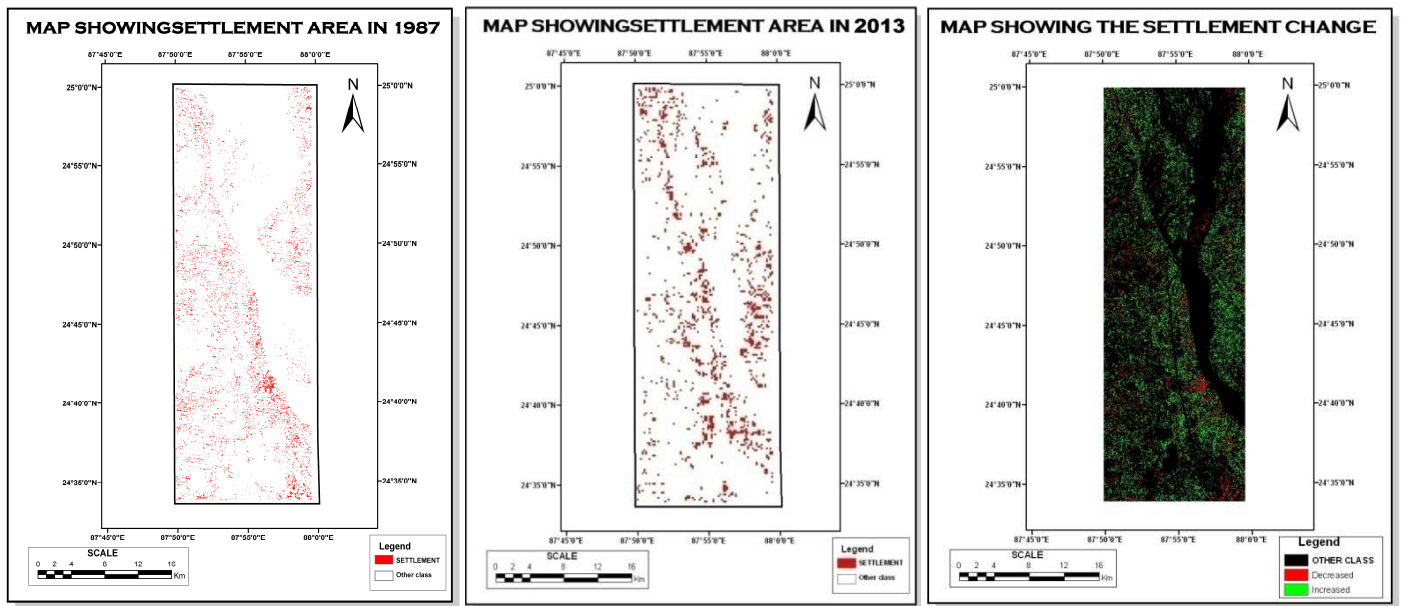 MAP SHOWINGSETTLEMENT AREA IN 1987
87°45'0"E 87°50'0"E 87°55'0"E 88°0'0"E
N
25°0'0"N 25°0'0"N
24°55'0"N 24°55'0"N
24°50'0"N 24°50'0"N
24°45'0"N 24°45'0"N
24°40'0"N 24°40'0"N
24°35'0"N 24°35'0"N
87°45'0"E 87°50'0"E 87°55'0"E 88°0'0"E
SCALE
0 2 4 8 12 16
Km
Legend
SETTLEMENT
Other class
MAP SHOWINGSETTLEMENT AREA IN 2013
87°45'0"E 87°50'0"E 87°55'0"E 88°0'0"E
N
25°0'0"N 25°0'0"N
24°55'0"N 24°55'0"N
24°50'0"N 24°50'0"N
24°45'0"N 24°45'0"N
24°40'0"N 24°40'0"N
24°35'0"N 24°35'0"N
87°45'0"E 87°50'0"E 87°55'0"E 88°0'0"E
SCALE
0 2 4 8 12 16
Km
Legend
SETTLEMENT
Other class
MAP SHOWING THE SETTLEMENT CHANGE
87°45'0"E 87°50'0"E 87°55'0"E 88°0'0"E
N
25°0'0"N 25°0'0"N
24°55'0"N 24°55'0"N
24°50'0"N 24°50'0"N
24°45'0"N 24°45'0"N
24°40'0"N 24°40'0"N
24°35'0"N 24°35'0"N
87°45'0"E 87°50'0"E 87°55'0"E 88°0'0"E
SCALE
0 2 4 8 12 16
Km
Legend
OTHER CLASS
Decreased
Increased